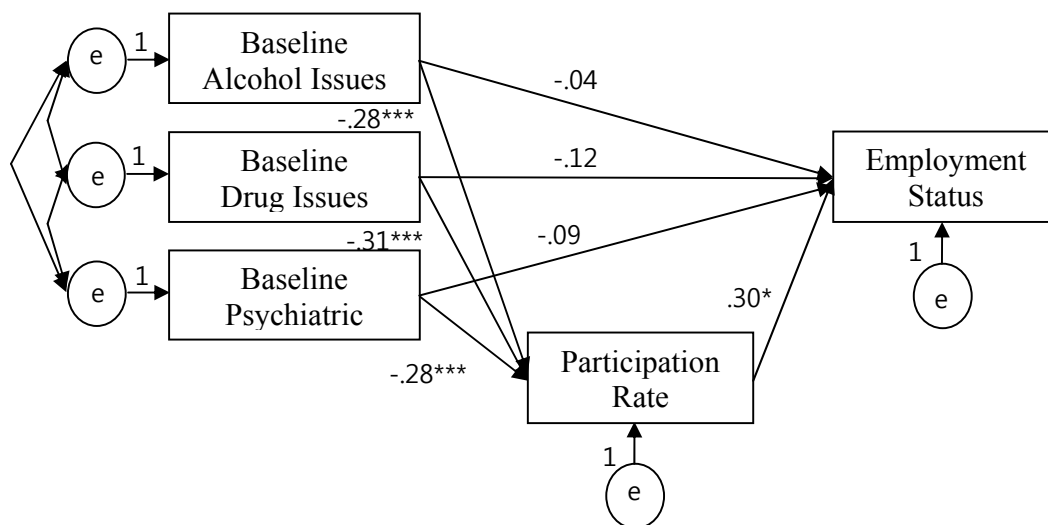 e
1
Baseline
Alcohol Issues
-.28***
-.04
e
1
Baseline
Drug Issues
-.31***
-.12
Employment
Status
e
1
Baseline
Psychiatric
-.28***
-.09
.30*
1
e
Participation
Rate
1
e